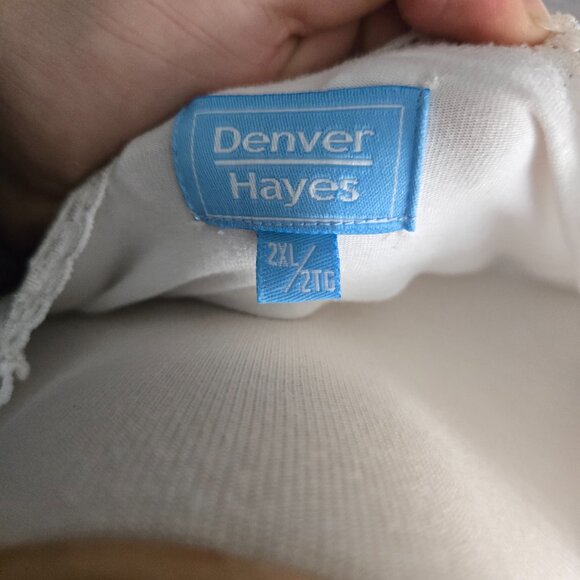 Denver
Hayes
2XL/2TG